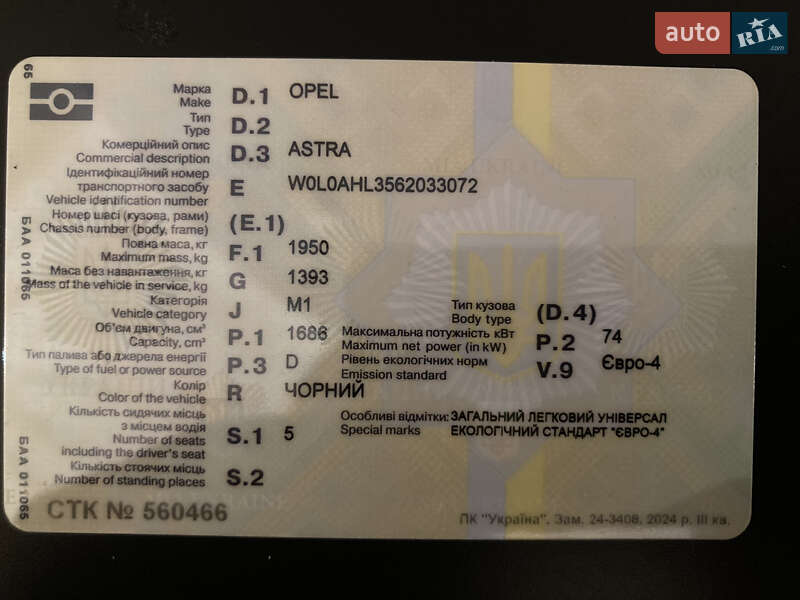 auto RIA .com
65
Марка
Make D.1 OPEL
Тип
Type D.2
Комерційний опис
Commercial description D.3 ASTRA
Ідентифікаційний номер
транспортного засобу
Vehicle identification number E W0L0AHL3562033072
Номер шасі (кузова, рами)
Chassis number (body, frame) (E.1)
Повна маса, кг
Maximum mass, kg F.1 1950
Маса без навантаження, кг
Mass of the vehicle in service, kg G 1393
Категорія
Vehicle category J M1
Тип кузова
Body type (D.4)
Об'єм двигуна, см³
Capacity, cm³ P.1 1686
Максимальна потужність кВт
Maximum net power (in kW) P.2 74
Тип палива або джерела енергії
Type of fuel or power source P.3 D
Рівень екологічних норм
Emission standard V.9 Євро-4
Колір
Color of the vehicle R ЧОРНИЙ
Кількість сидячих місць
з місцем водія
Number of seats
including the driver's seat S.1 5
Особливі відмітки: ЗАГАЛЬНИЙ ЛЕГКОВИЙ УНІВЕРСАЛ
Special marks ЕКОЛОГІЧНИЙ СТАНДАРТ "ЄВРО-4"
Кількість стоячих місць
Number of standing places S.2
СТК № 560466
ПК "Україна". Зам. 24-3408. 2024 р. III кв.
БАА 011065
БАА 011065